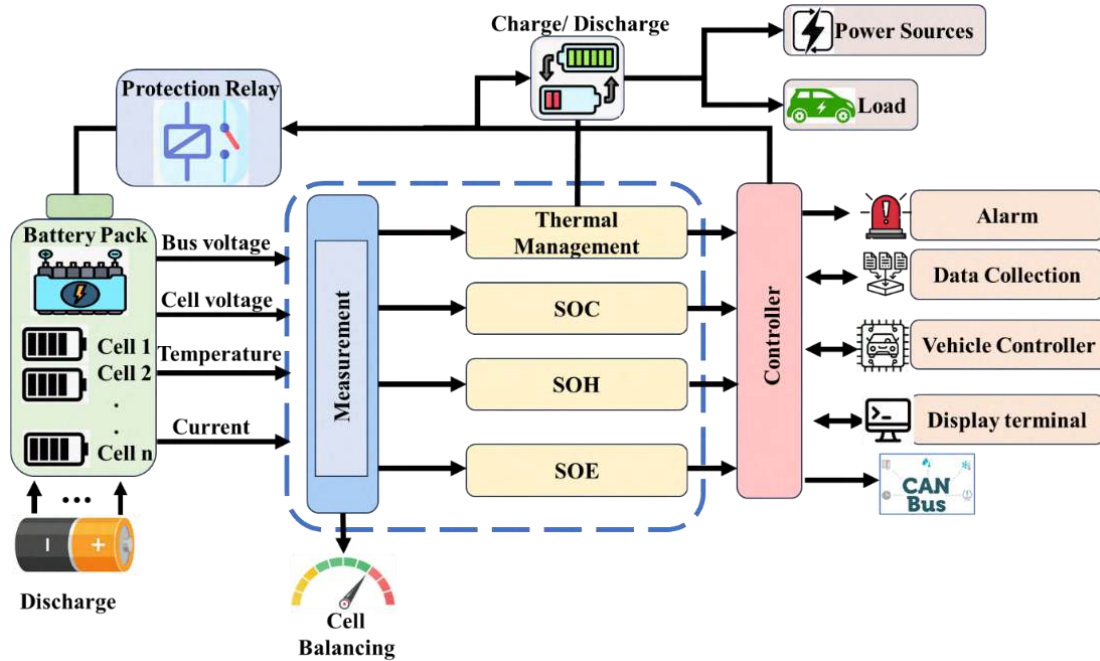 Charge/ Discharge
Power Sources
Load
Protection Relay
Battery Pack
Cell 1
Cell 2
.
.
Cell n
Bus voltage
Cell voltage
Temperature
Current
Measurement
Thermal
Management
SOC
SOH
SOE
Controller
Alarm
Data Collection
Vehicle Controller
Display terminal
CAN
Bus
...
- +
Discharge
Cell
Balancing